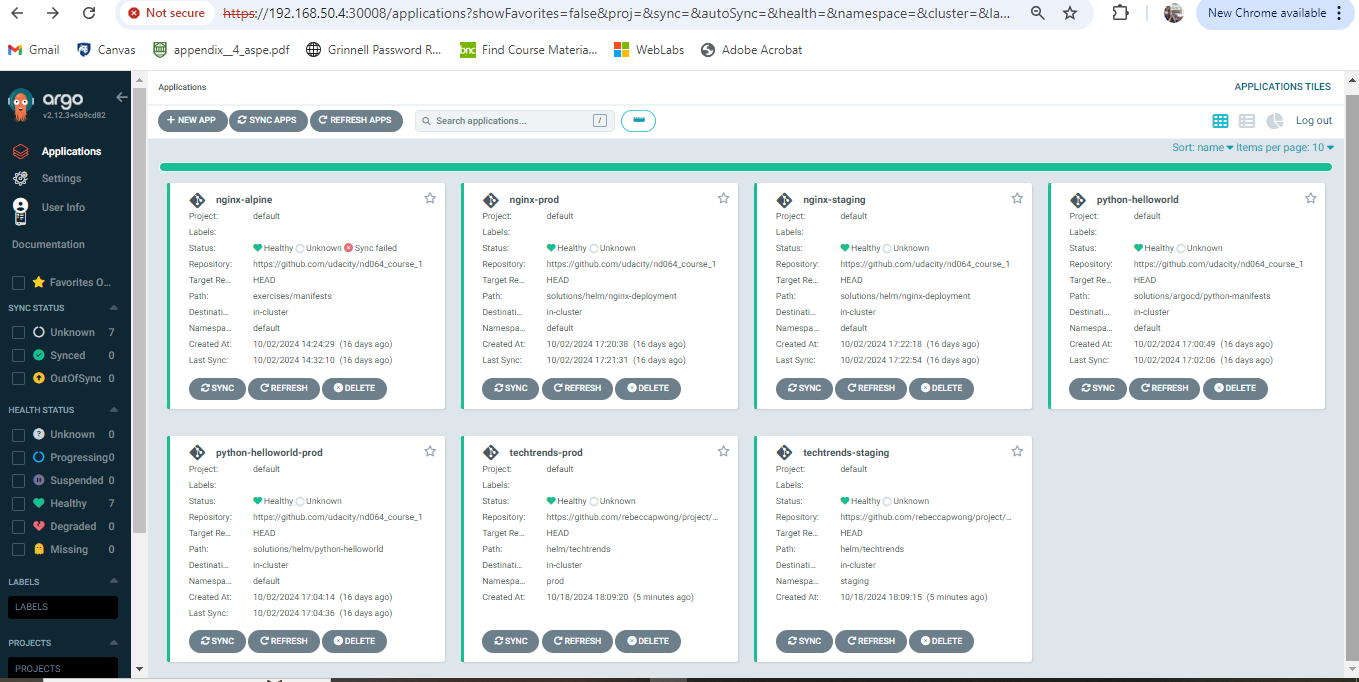 Not secure https://192.168.50.4:30008/applications?showFavorites=false&proj=&sync=&autoSync=&health=&namespace=&cluster=&la... New Chrome available
Gmail Canvas appendix__4_aspe.pdf Grinnell Password R... Find Course Materia... WebLabs Adobe Acrobat
argo
v2.12.3+6b9cd82
Applications
Settings
User Info
Documentation
Favorites O...
SYNC STATUS
Unknown 7
Synced 0
OutOfSync 0
HEALTH STATUS
Unknown 0
Progressing 0
Suspended 0
Healthy 7
Degraded 0
Missing 0
LABELS
LABELS
PROJECTS
PROJECTS
Applications APPLICATIONS TILES
NEW APP SYNC APPS REFRESH APPS Search applications... / Log out
Sort: name Items per page: 10
nginx-alpine
Project: default
Labels:
Status: Healthy Unknown Sync failed
Repository: https://github.com/udacity/nd064_course_1
Target Re... HEAD
Path: exercises/manifests
Destinati... in-cluster
Namespa... default
Created At: 10/02/2024 14:24:29 (16 days ago)
Last Sync: 10/02/2024 14:32:10 (16 days ago)
SYNC REFRESH DELETE
nginx-prod
Project: default
Labels:
Status: Healthy Unknown
Repository: https://github.com/udacity/nd064_course_1
Target Re... HEAD
Path: solutions/helm/nginx-deployment
Destinati... in-cluster
Namespa... default
Created At: 10/02/2024 17:20:38 (16 days ago)
Last Sync: 10/02/2024 17:21:31 (16 days ago)
SYNC REFRESH DELETE
nginx-staging
Project: default
Labels:
Status: Healthy Unknown
Repository: https://github.com/udacity/nd064_course_1
Target Re... HEAD
Path: solutions/helm/nginx-deployment
Destinati... in-cluster
Namespa... default
Created At: 10/02/2024 17:22:18 (16 days ago)
Last Sync: 10/02/2024 17:22:54 (16 days ago)
SYNC REFRESH DELETE
python-helloworld
Project: default
Labels:
Status: Healthy Unknown
Repository: https://github.com/udacity/nd064_course_1
Target Re... HEAD
Path: solutions/argocd/python-manifests
Destinati... in-cluster
Namespa... default
Created At: 10/02/2024 17:00:49 (16 days ago)
Last Sync: 10/02/2024 17:02:06 (16 days ago)
SYNC REFRESH DELETE
python-helloworld-prod
Project: default
Labels:
Status: Healthy Unknown
Repository: https://github.com/udacity/nd064_course_1
Target Re... HEAD
Path: solutions/helm/python-helloworld
Destinati... in-cluster
Namespa... default
Created At: 10/02/2024 17:04:14 (16 days ago)
Last Sync: 10/02/2024 17:04:36 (16 days ago)
SYNC REFRESH DELETE
techtrends-prod
Project: default
Labels:
Status: Healthy Unknown
Repository: https://github.com/rebeccapwong/project/...
Target Re... HEAD
Path: helm/techtrends
Destinati... in-cluster
Namespa... prod
Created At: 10/18/2024 18:09:20 (5 minutes ago)
SYNC REFRESH DELETE
techtrends-staging
Project: default
Labels:
Status: Healthy Unknown
Repository: https://github.com/rebeccapwong/project/...
Target Re... HEAD
Path: helm/techtrends
Destinati... in-cluster
Namespa... staging
Created At: 10/18/2024 18:09:15 (5 minutes ago)
SYNC REFRESH DELETE